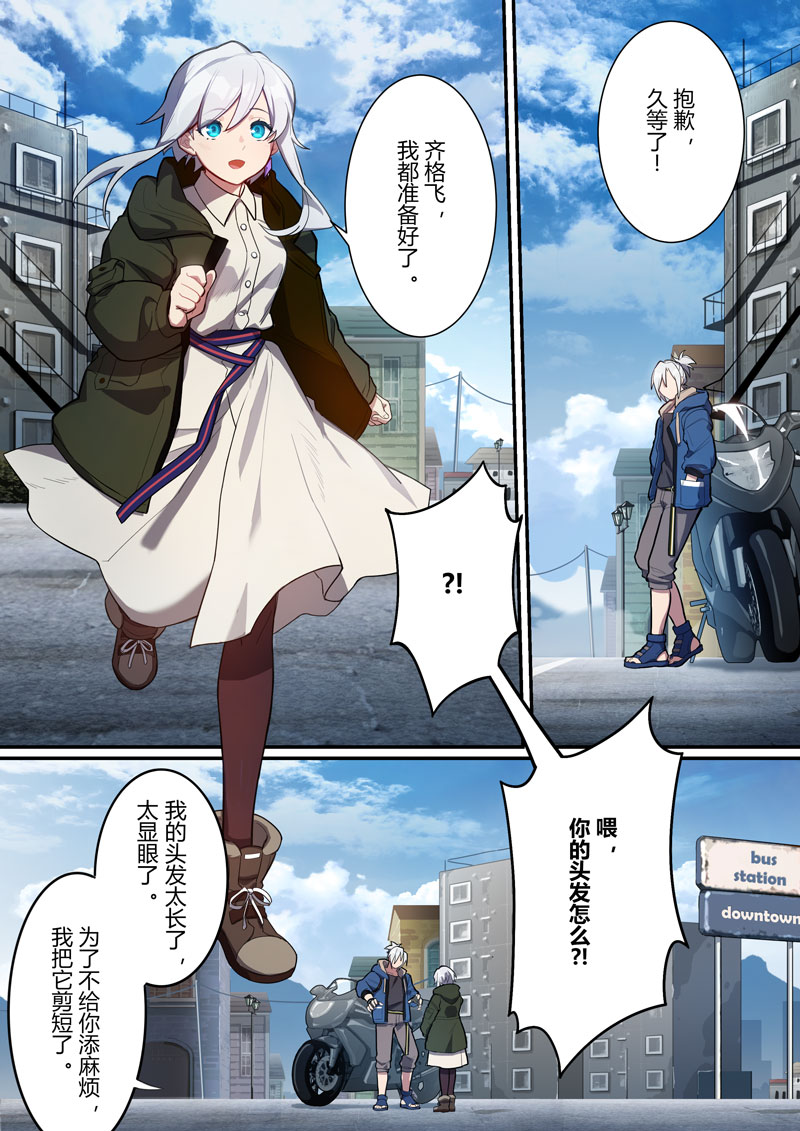 抱歉，
久等了！
齐格飞，
我都准备好了。
?!
喂，
你的头发怎么?!
bus
station
downtown
我的头发太长了，
太显眼了。
为了不给你添麻烦，
我把它剪短了。